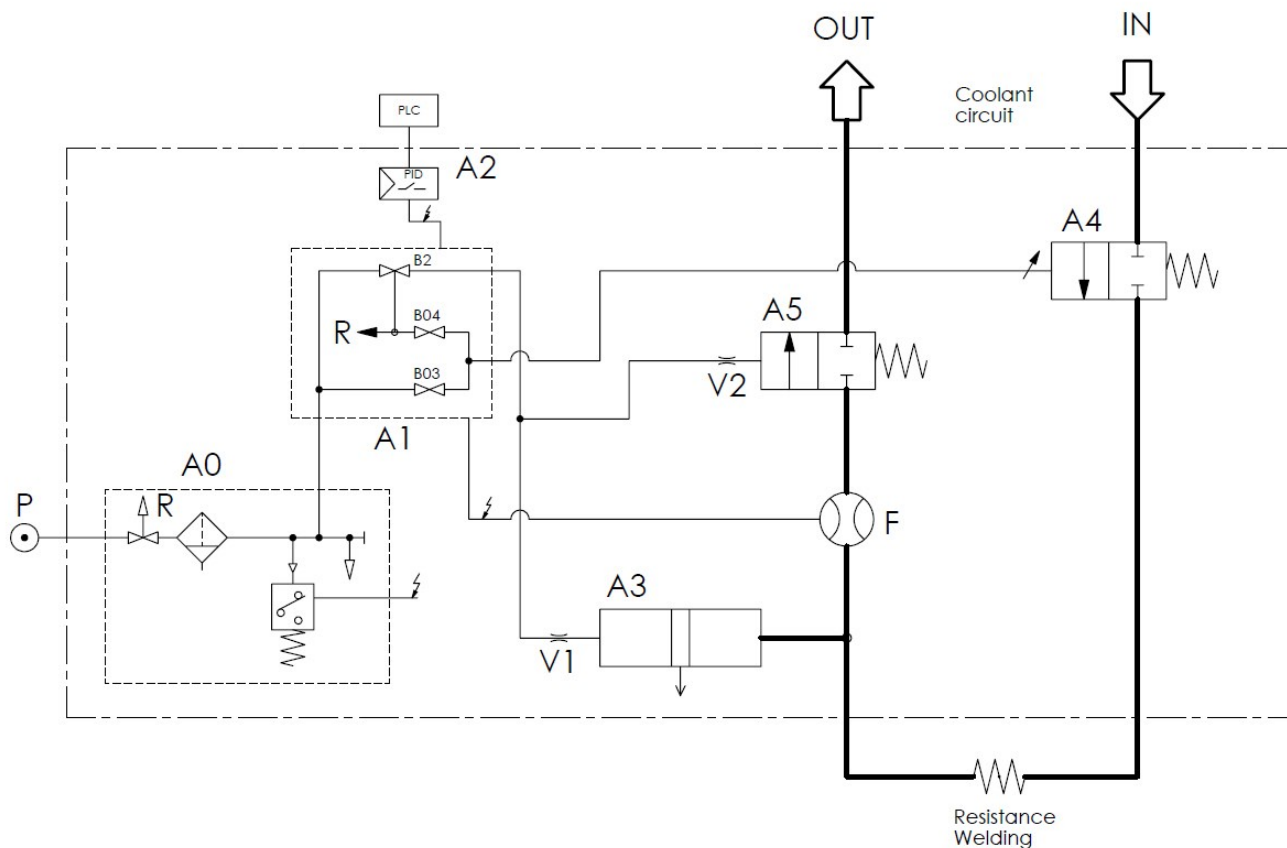 OUT
IN
Coolant
circuit
PLC
A2
PID
A4
B2
A5
R
B04
B03
V2
A1
A0
P
R
F
A3
V1
Resistance
Welding